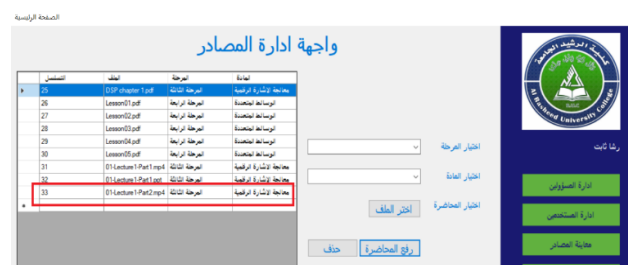 الصفحة الرئيسية
واجهة ادارة المصادر
التسلسل الملف المرحلة المادة
25 DSP chapter 1.pdf المرحلة الثالثة معالجة الاشارة الرقمية
26 Lesson01.pdf المرحلة الرابعة الوسائط المتعددة
27 Lesson02.pdf المرحلة الرابعة الوسائط المتعددة
28 Lesson03.pdf المرحلة الرابعة الوسائط المتعددة
29 Lesson04.pdf المرحلة الرابعة الوسائط المتعددة
30 Lesson05.pdf المرحلة الرابعة الوسائط المتعددة
31 01-Lecture1-Part1.mp4 المرحلة الثالثة معالجة الاشارة الرقمية
32 01-Lecture1-Part1.ppt المرحلة الثالثة معالجة الاشارة الرقمية
33 01-Lecture1-Part2.mp4 المرحلة الثالثة معالجة الاشارة الرقمية
اختيار المرحلة
اختيار المادة
اختيار المحاضرة
اختر الملف
رفع المحاضرة
حذف
كلية الرشيد الجامعة
Al Rasheed University College
رشا ثابت
ادارة المسؤولين
ادارة المستخدمين
معاينة المصادر